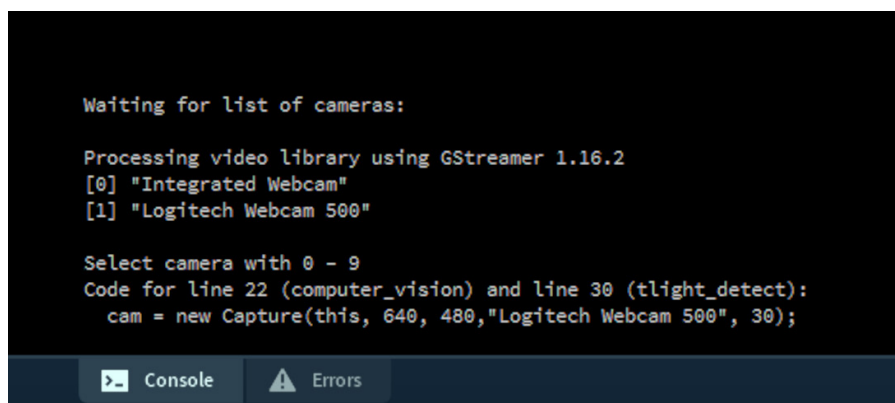 Waiting for list of cameras:
Processing video library using GStreamer 1.16.2
[0] "Integrated Webcam"
[1] "Logitech Webcam 500"
Select camera with 0 – 9
Code for line 22 (computer_vision) and line 30 (tlight_detect):
cam = new Capture(this, 640, 480,"Logitech Webcam 500", 30);
>_ Console Errors